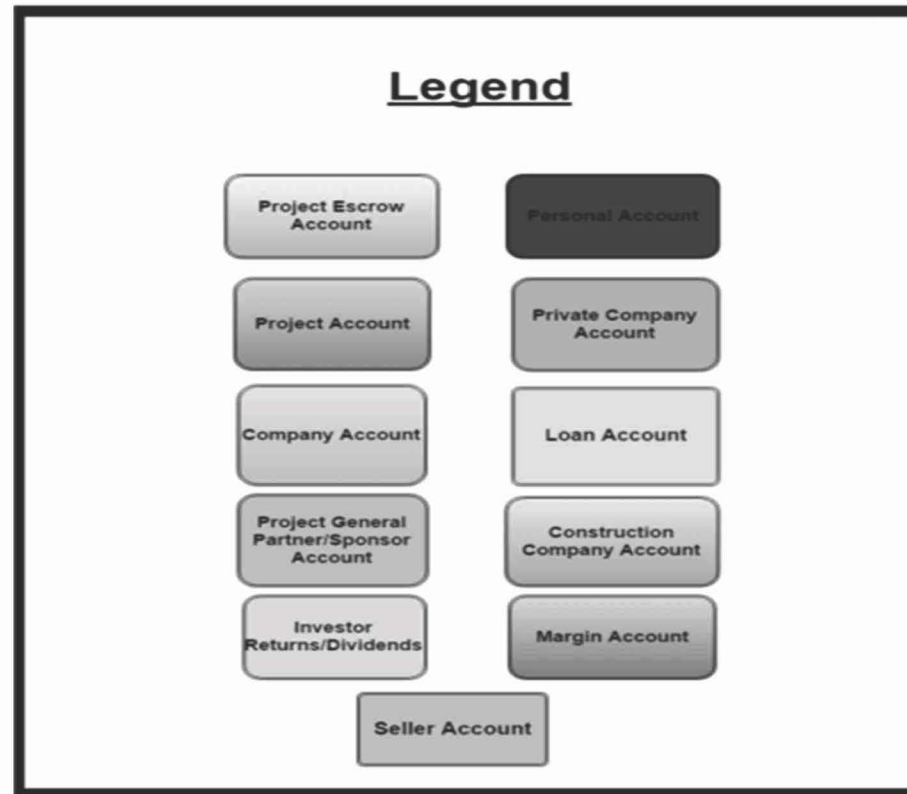 Legend
Project Escrow
Account
Personal Account
Project Account
Private Company
Account
Company Account
Loan Account
Project General
Partner/Sponsor
Account
Construction
Company Account
Investor
Returns/Dividends
Margin Account
Seller Account